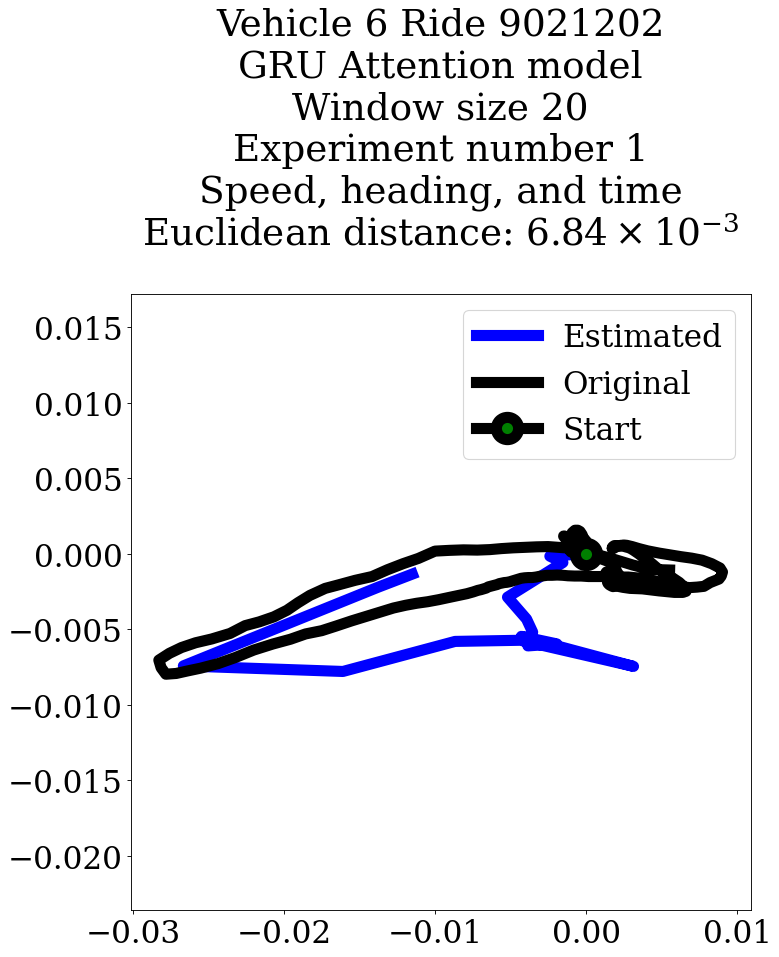 Vehicle 6 Ride 9021202
GRU Attention model
Window size 20
Experiment number 1
Speed, heading, and time
Euclidean distance: 6.84 × 10⁻³
Estimated
Original
Start
0.015
0.010
0.005
0.000
−0.005
−0.010
−0.015
−0.020
−0.03 −0.02 −0.01 0.00 0.01